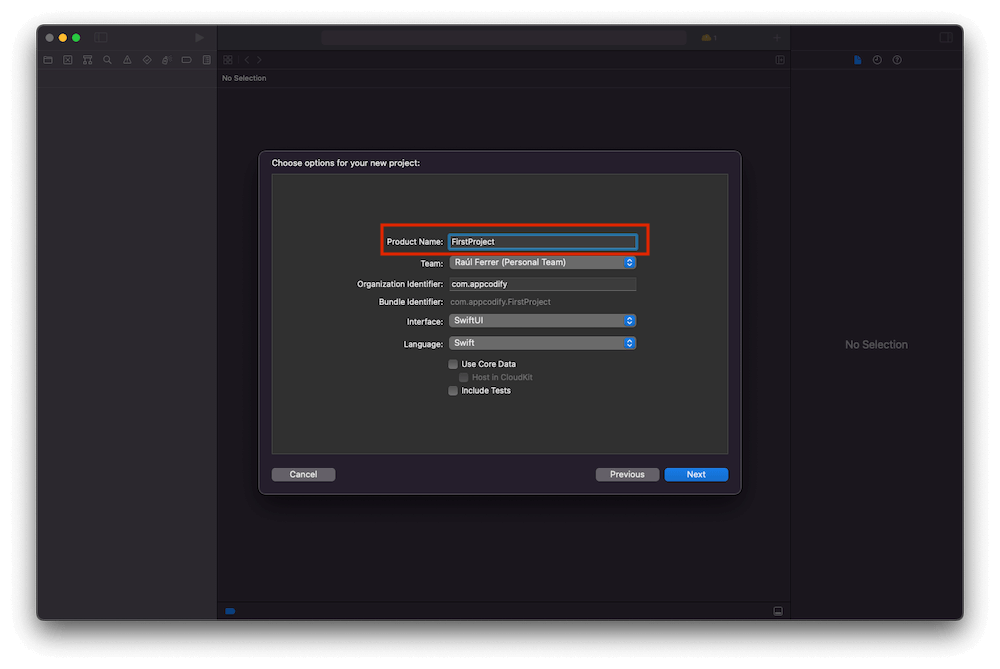 1
No Selection
Choose options for your new project:
Product Name: FirstProject
Team: Raúl Ferrer (Personal Team)
Organization Identifier: com.appcodify
Bundle Identifier: com.appcodify.FirstProject
Interface: SwiftUI
Language: Swift
Use Core Data
Host in CloudKit
Include Tests
No Selection
Cancel Previous Next